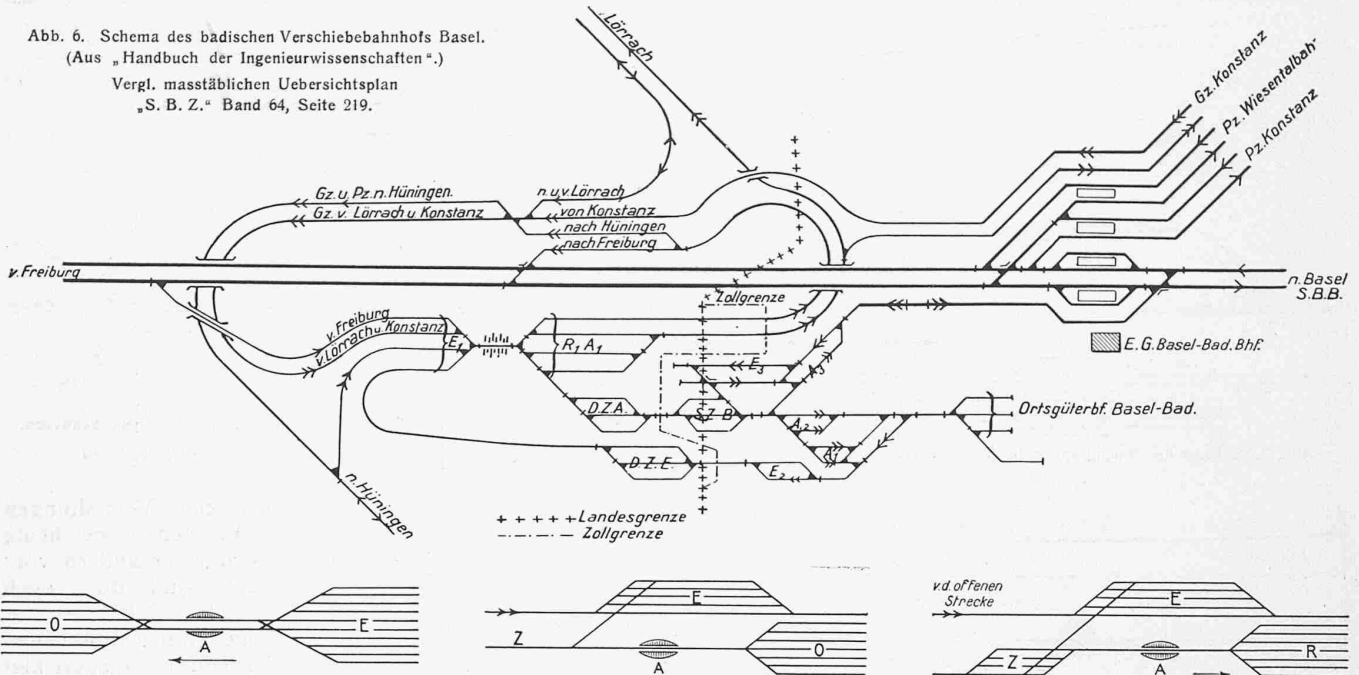 Abb. 6. Schema des badischen Verschiebebahnhofs Basel.
(Aus „Handbuch der Ingenieurwissenschaften“.)
Vergl. masstäblichen Uebersichtsplan
„S. B. Z.“ Band 64, Seite 219.
Lörrach
Gz. Konstanz
Pz. Wiesentalbah
Pz. Konstanz
Gz. u. Pz. n. Hüningen.
n. u. v. Lörrach
Gz. v. Lörrach u. Konstanz
von Konstanz
nach Hüningen
nach Freiburg
v. Freiburg
n. Basel
S.B.B.
Zollgrenze
v. Freiburg
v. Lörrach u. Konstanz
E1
R1 A1
E3
A3
E.G. Basel-Bad. Bhf.
D.Z.A.
S.Z.B.
A2
Ortsgüterbf. Basel-Bad.
A1
D.Z.E.
E2
n. Hüningen
+ + + + + Landesgrenze
Zollgrenze
O
A
E
E
Z
A
O
v. d. offenen
Strecke
E
Z
A
R